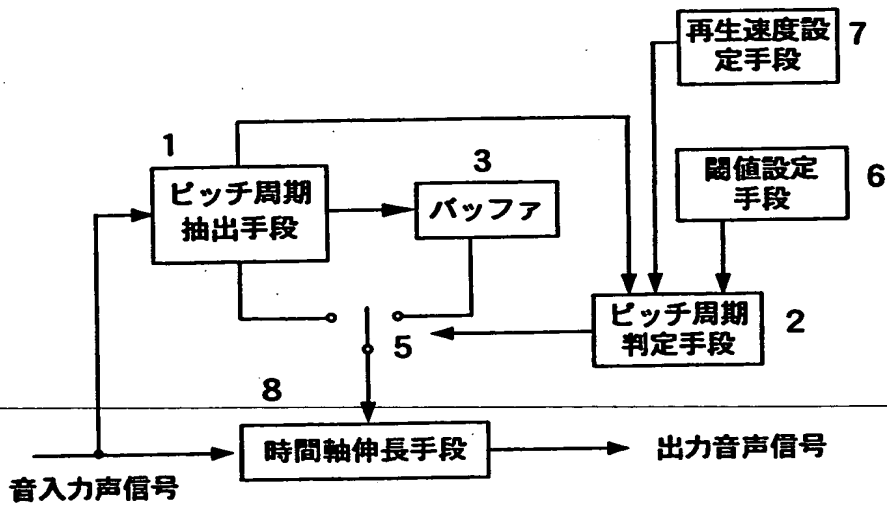 再生速度設
定手段
7
1
ピッチ周期
抽出手段
3
バッファ
閾値設定
手段
6
ピッチ周期
判定手段
2
5
8
時間軸伸長手段
出力音声信号
音入力声信号